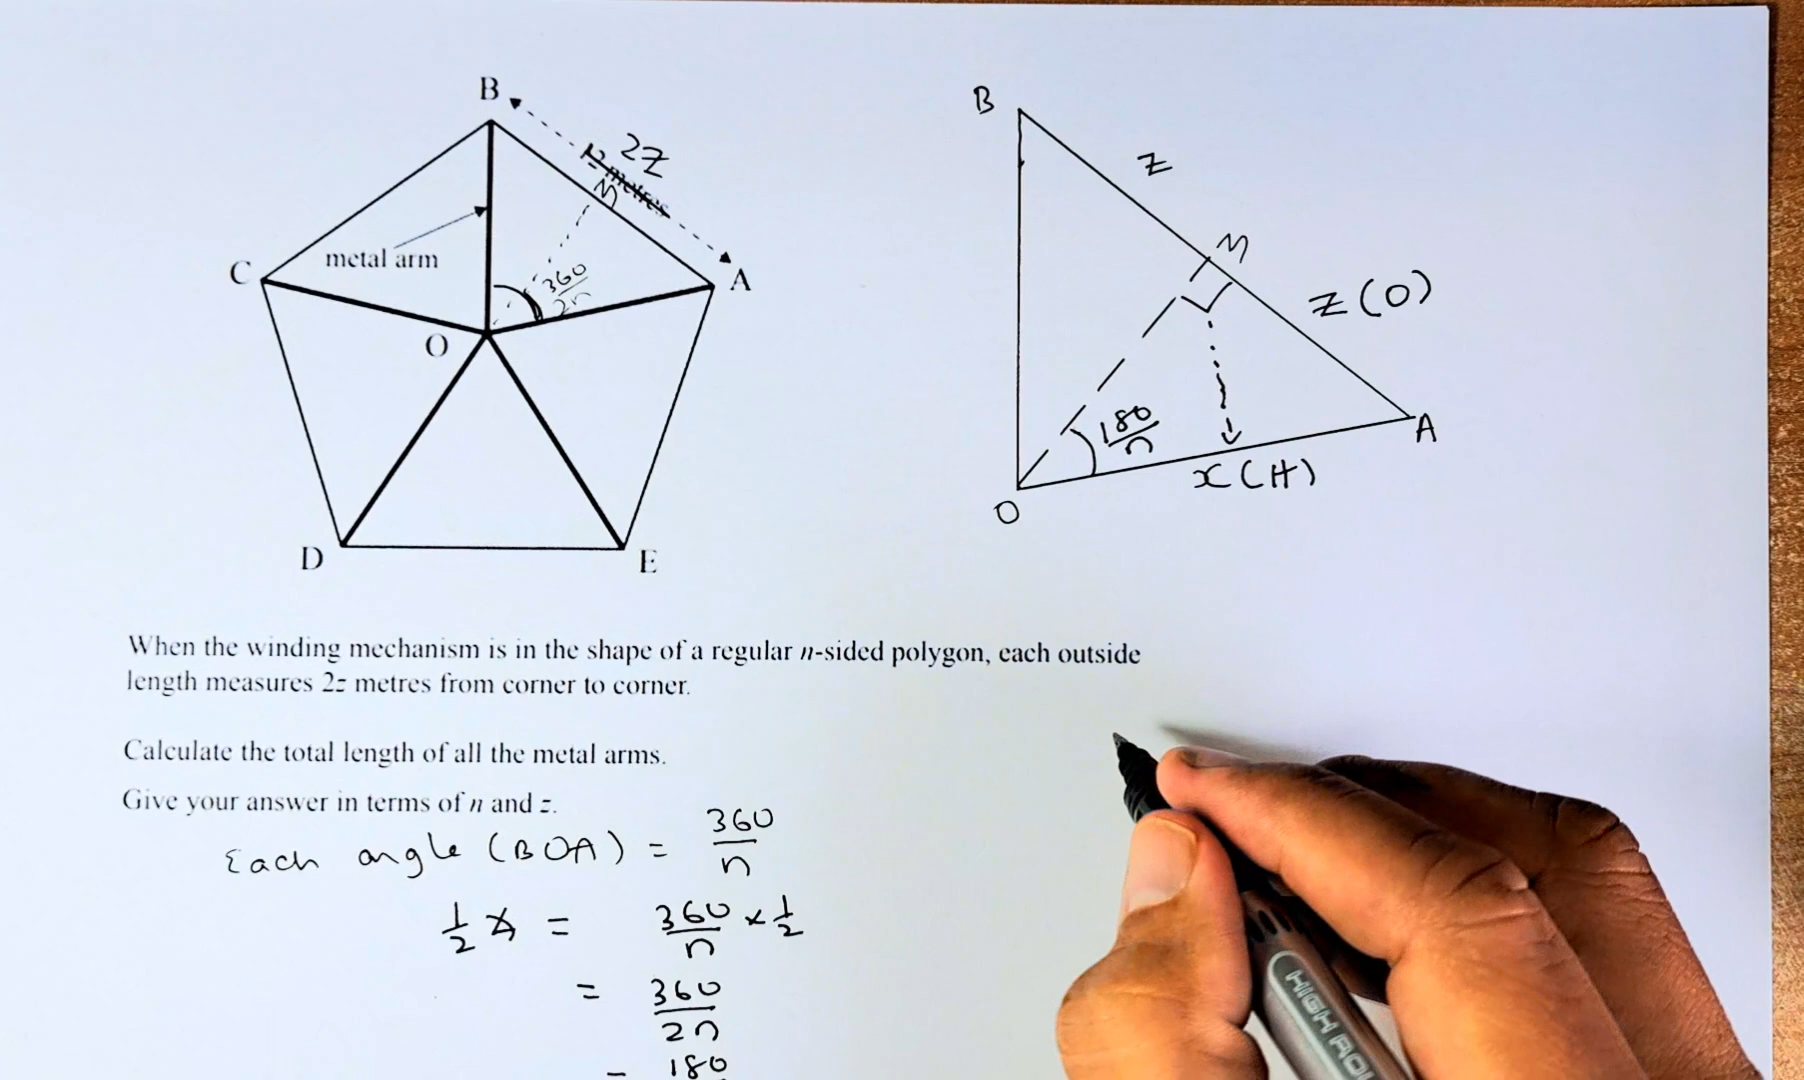 B
2z
12 metres
M
C
metal arm
360
2n
A
O
D
E
B
z
M
z (O)
180
n
A
x (H)
O
When the winding mechanism is in the shape of a regular n-sided polygon, each outside
length measures 2z metres from corner to corner.
Calculate the total length of all the metal arms.
Give your answer in terms of n and z.
Each angle (BOA) = 360/n
1/2 ∡ = 360/n × 1/2
= 360/2n
= 180
HIGH